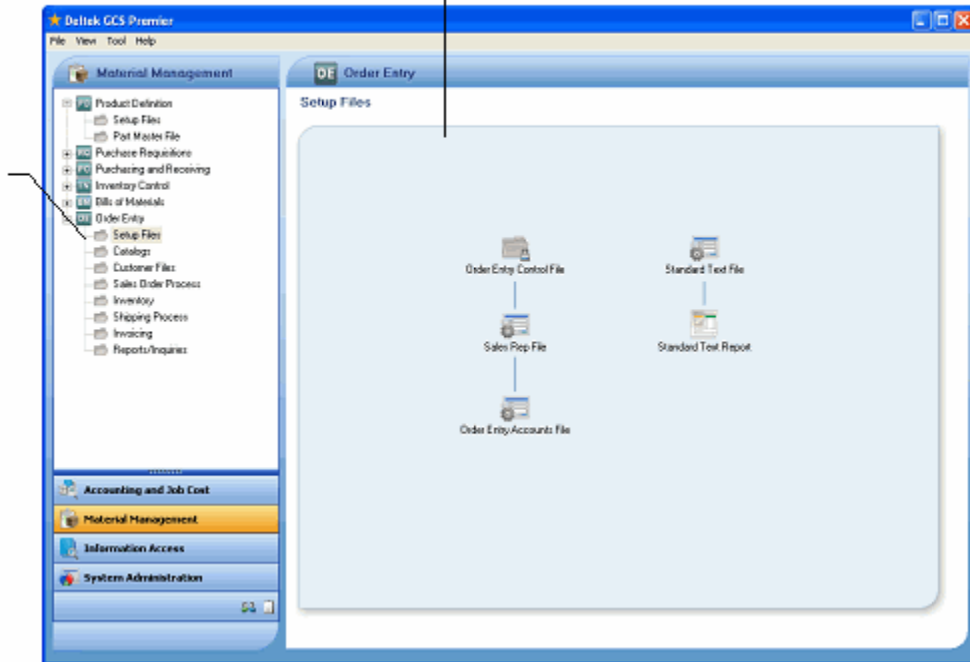 Deltek GCS Premier
File View Tool Help
Material Management
Product Definition
Setup Files
Part Master File
Purchase Requisitions
Purchasing and Receiving
Inventory Control
Bills of Materials
Order Entry
Setup Files
Catalogs
Customer Files
Sales Order Process
Inventory
Shipping Process
Invoicing
Reports/Inquiries
Accounting and Job Cost
Material Management
Information Access
System Administration
OE Order Entry
Setup Files
Order Entry Control File
Standard Text File
Sales Rep File
Standard Text Report
Order Entry Accounts File